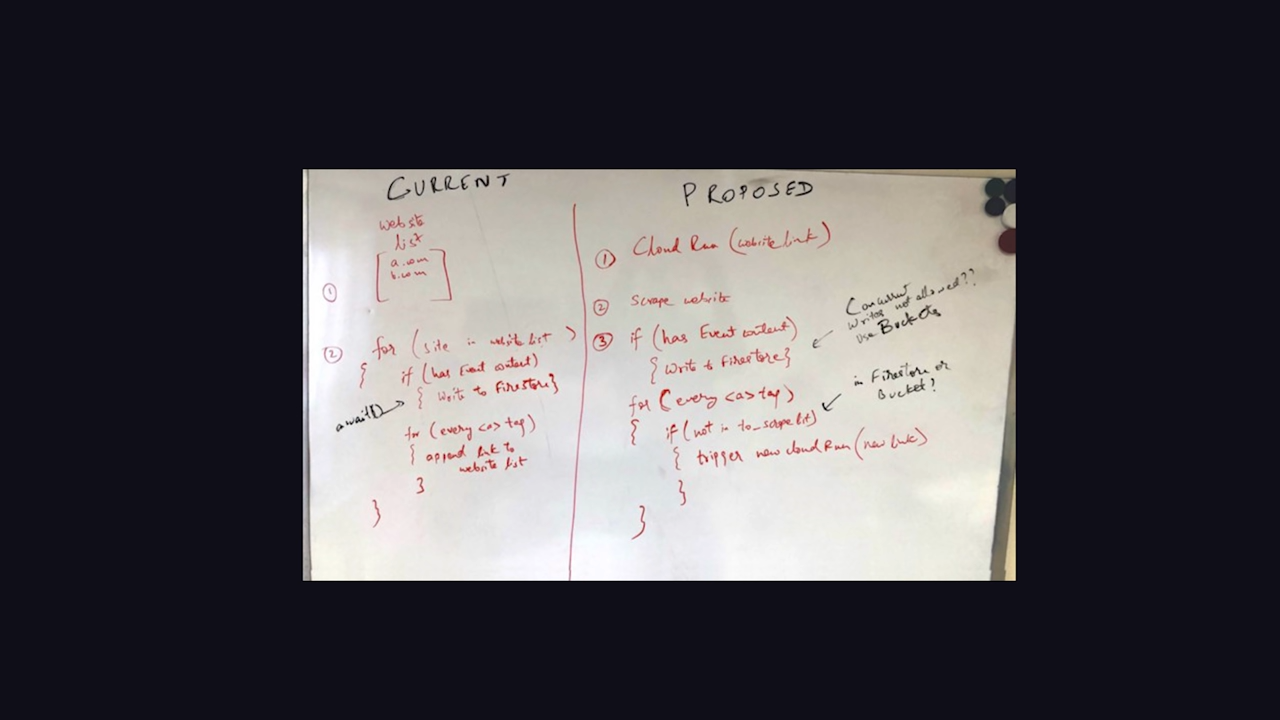 CURRENT
website
list
[ a.com
b.com ]
①
② for (site in website list)
{ if (has Event content)
{ Write to Firestore}
await()
for (every <a> tag)
{ append link to
website list
}
}
PROPOSED
① Cloud Run (website link)
② Scrape website
③ if (has Event content)
{ Write to Firestore}
Concurrent
writes not allowed??
use Buckets
for (every <a> tag)
in Firestore or
Bucket?
{ if (not in to_scrape list)
{ trigger new cloud Run (new link)
}
}